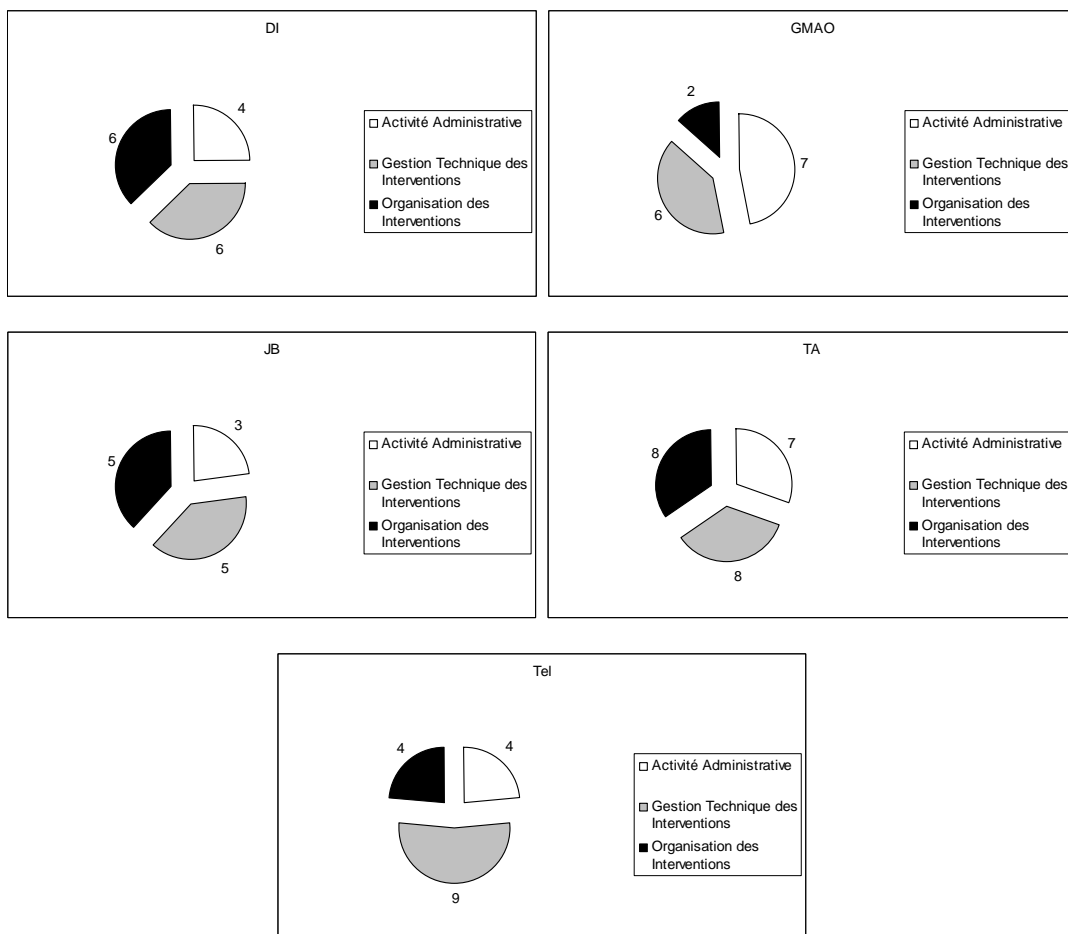 DI
4
6
6
Activité Administrative
Gestion Technique des
Interventions
Organisation des
Interventions
GMAO
2
7
6
Activité Administrative
Gestion Technique des
Interventions
Organisation des
Interventions
JB
3
5
5
Activité Administrative
Gestion Technique des
Interventions
Organisation des
Interventions
TA
7
8
8
Activité Administrative
Gestion Technique des
Interventions
Organisation des
Interventions
Tel
4
4
9
Activité Administrative
Gestion Technique des
Interventions
Organisation des
Interventions